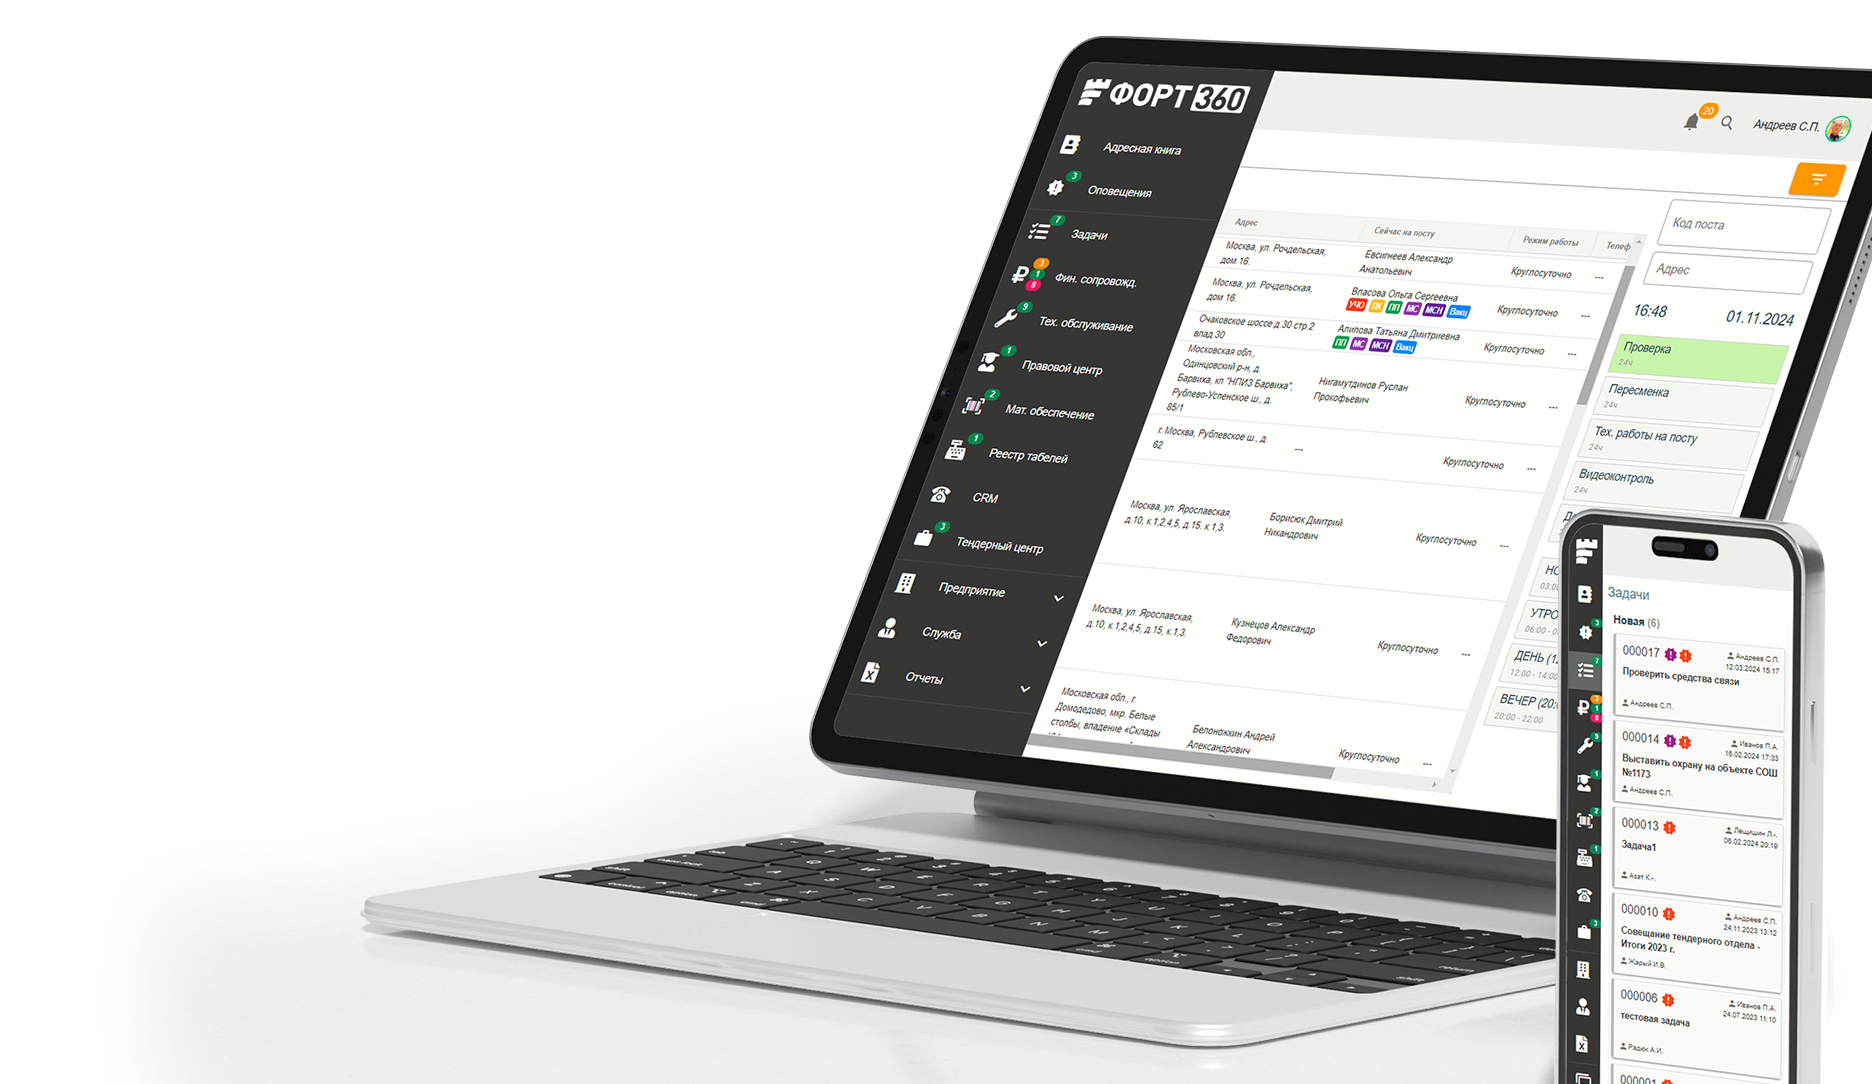 ФОРТ 360
Адресная книга
3
Оповещения
7
Задачи
3
1
8
Фин. сопровожд.
9
Тех. обслуживание
1
Правовой центр
2
Мат. обеспечение
1
Реестр табелей
CRM
3
Тендерный центр
Предприятие
Служба
Отчеты
20
Андреев С.П.
Адрес
Сейчас на посту
Режим работы
Телеф
Москва, ул. Рочдельская,
дом 16.
Евсигнеев Александр
Анатольевич
Круглосуточно
---
Москва, ул. Рочдельская,
дом 16.
Власова Ольга Сергеевна
УЧО ЛК ПП МС МСН Вакц
Круглосуточно
---
Очаковское шоссе д.30 стр.2
влад 30
Алипова Татьяна Дмитриевна
ПП МС МСН Вакц
Круглосуточно
---
Московская обл.,
Одинцовский р-н, д.
Барвиха, кп "НПИЗ Барвиха",
Рублево-Успенское ш., д.
85/1
Нигамутдинов Руслан
Прокофьевич
Круглосуточно
---
г. Москва, Рублевское ш., д.
62
---
Круглосуточно
---
Москва, ул. Ярославская,
д.10, к.1,2,4,5, д.15. к.1,3.
Борисюк Дмитрий
Никандрович
Круглосуточно
---
Москва, ул. Ярославская,
д.10, к.1,2,4,5, д.15, к.1,3.
Кузнецов Александр
Федорович
Круглосуточно
---
Московская обл., г.
Домодедово, мкр. Белые
столбы, владение «Склады
Белоножкин Андрей
Александрович
Круглосуточно
---
Код поста
Адрес
16:48
01.11.2024
Проверка
24ч
Пересменка
24ч
Тех. работы на посту
24ч
Видеоконтроль
24ч
НО
03:00
УТРО
06:00 - 0
ДЕНЬ (12
12:00 - 14:00
ВЕЧЕР (20:0
20:00 - 22:00
3
7
3
1
8
9
1
2
1
3
Задачи
Новая (6)
000017
Андреев С.П.
12.03.2024 15:17
Проверить средства связи
Андреев С.П.
000014
Иванов П.А.
16.02.2024 17:33
Выставить охрану на объекте СОШ
№1173
Андреев С.П.
000013
Лещишин Л.-.
06.02.2024 20:19
Задача1
Азат К.-.
000010
Андреев С.П.
24.11.2023 13:12
Совещание тендерного отдела -
Итоги 2023 г.
Жарый И.В.
000006
Иванов П.А.
24.07.2023 11:10
тестовая задача
Радюк А.И.
000001